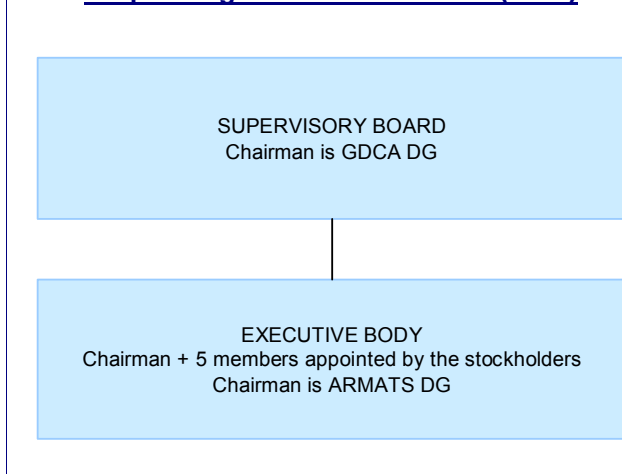 SUPERVISORY BOARD
Chairman is GDCA DG
EXECUTIVE BODY
Chairman + 5 members appointed by the stockholders
Chairman is ARMATS DG